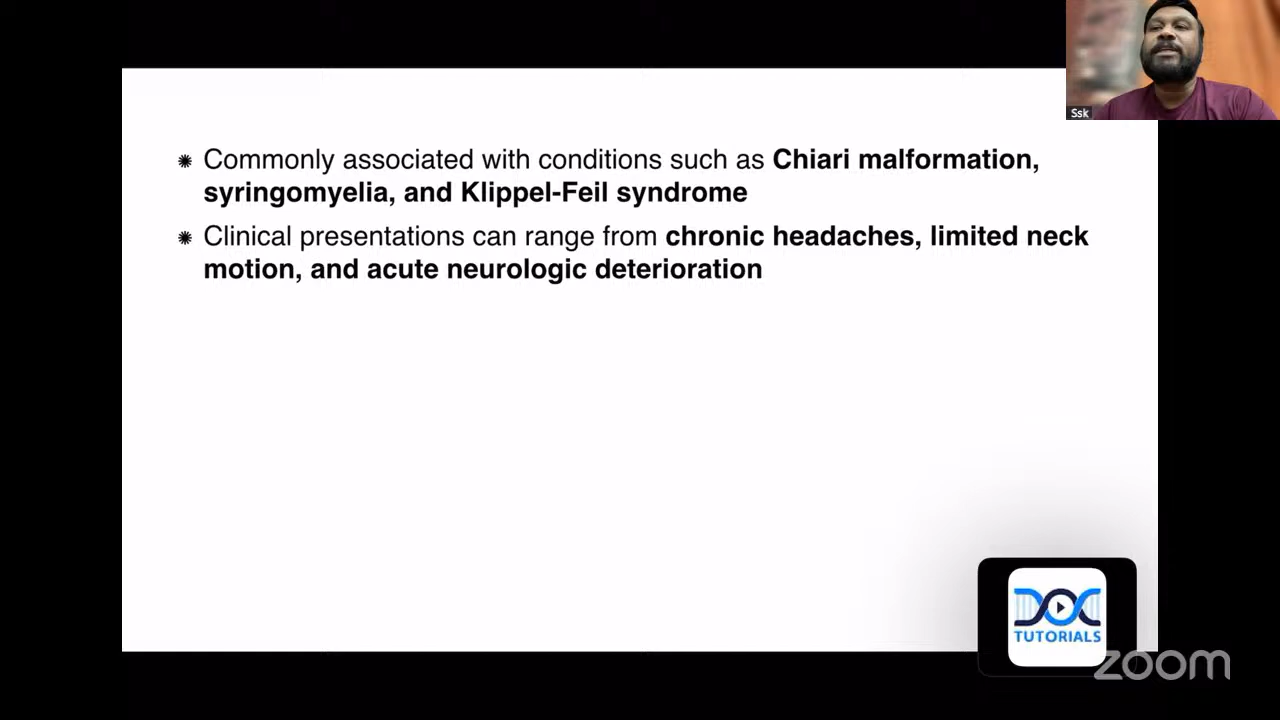 Ssk
✷ Commonly associated with conditions such as Chiari malformation,
syringomyelia, and Klippel-Feil syndrome
✷ Clinical presentations can range from chronic headaches, limited neck
motion, and acute neurologic deterioration
DOC
TUTORIALS
zoom